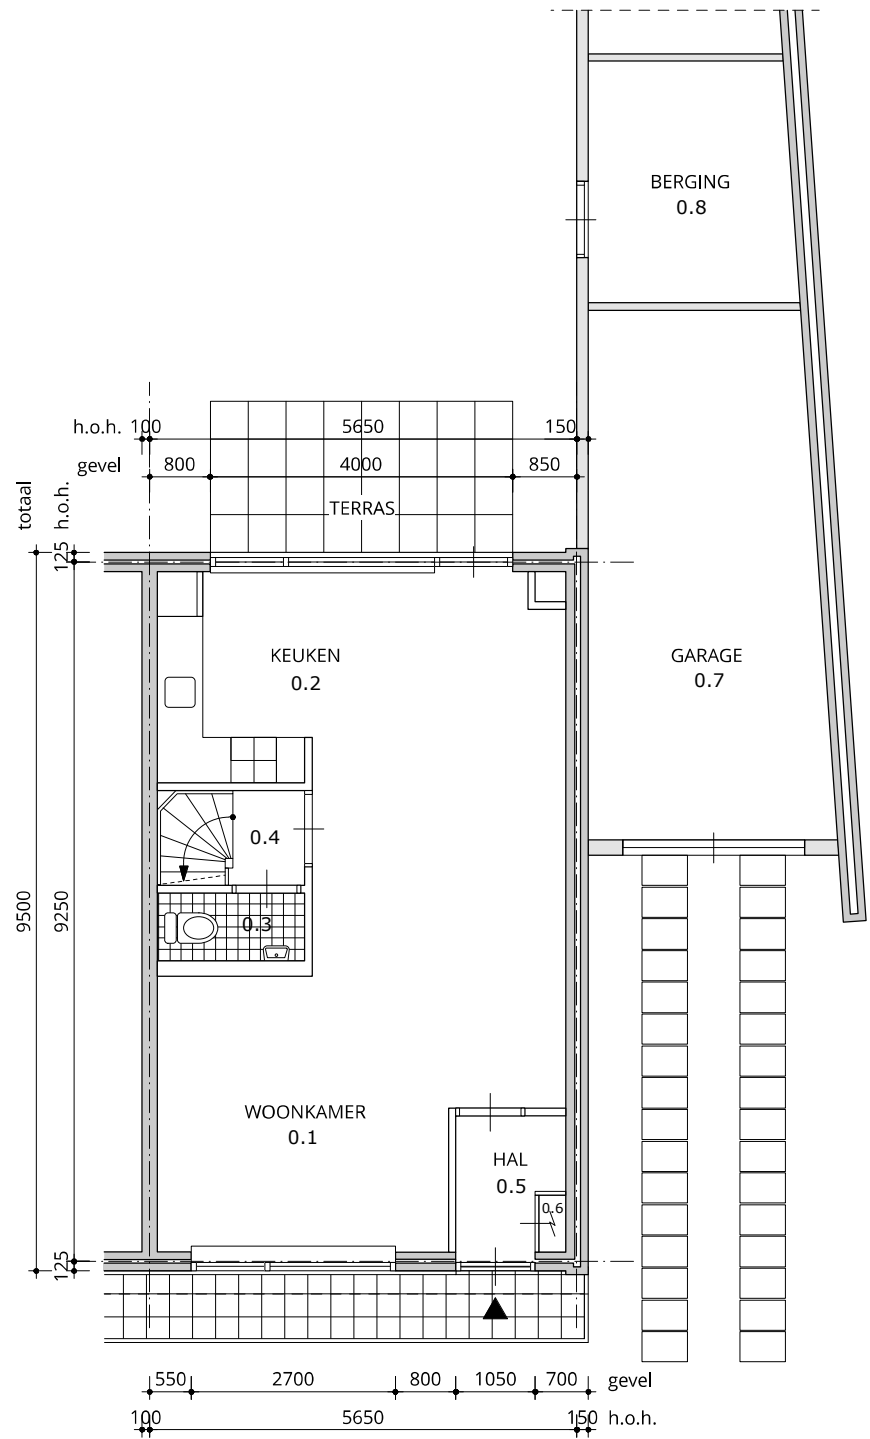 BERGING
0.8
h.o.h. 100 5650 150
gevel 800 4000 850
totaal
h.o.h.
TERRAS
125
KEUKEN
0.2
GARAGE
0.7
0.4
9500
9250
0.3
WOONKAMER
0.1
HAL
0.5
0.6
125
550 2700 800 1050 700 gevel
100 5650 150 h.o.h.